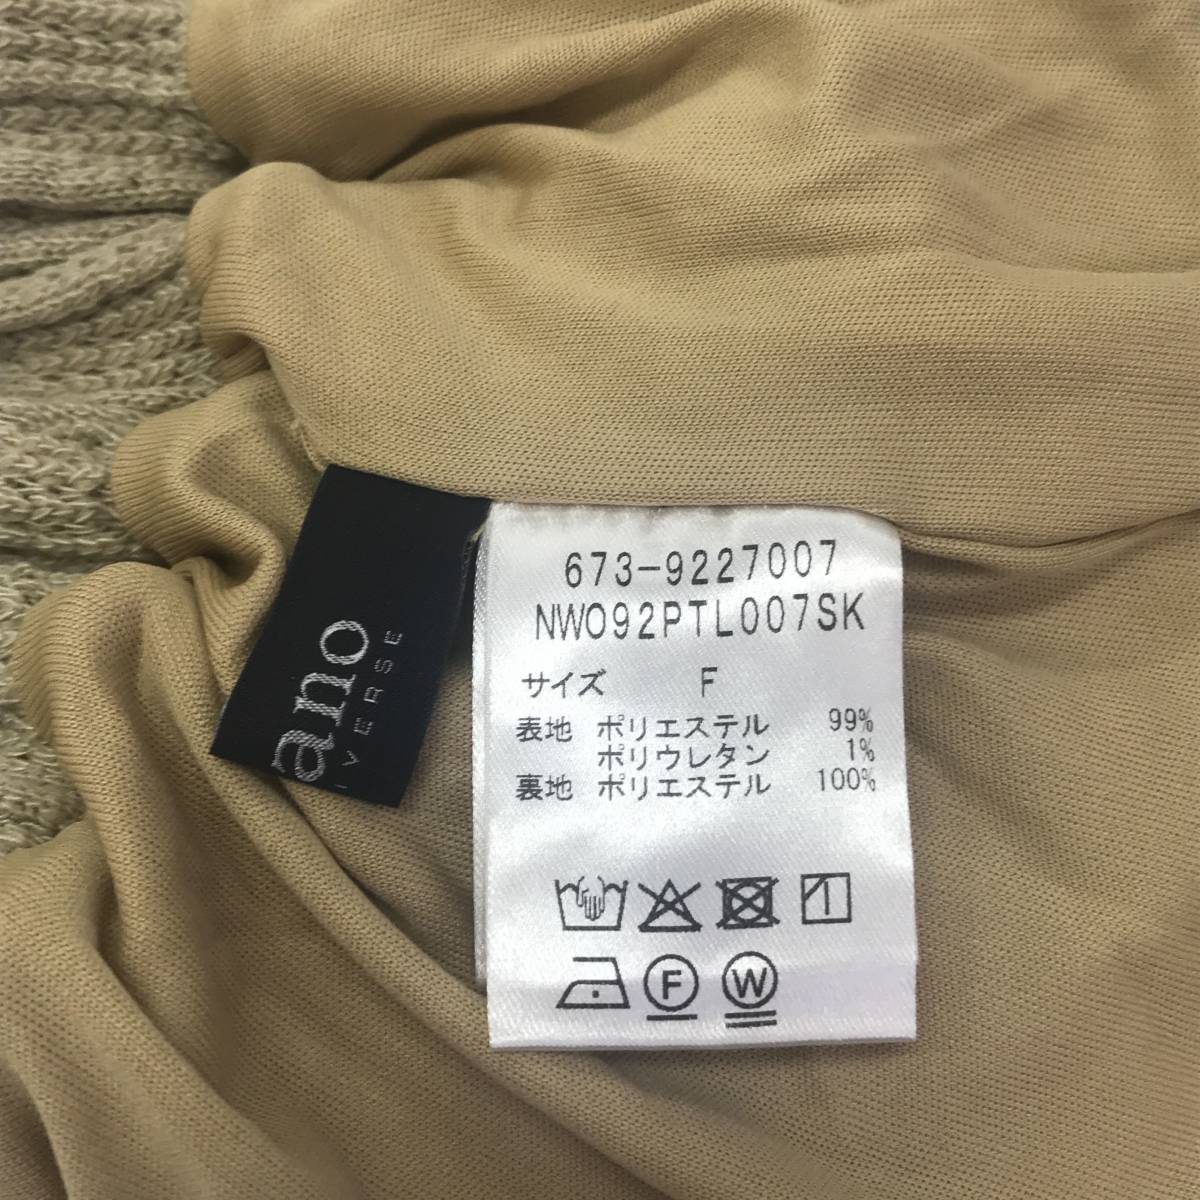 673-9227007
NW092PTL007SK
サイズ F
表地 ポリエステル 99%
ポリウレタン 1%
裏地 ポリエステル 100%
F W
ano
IVERSE